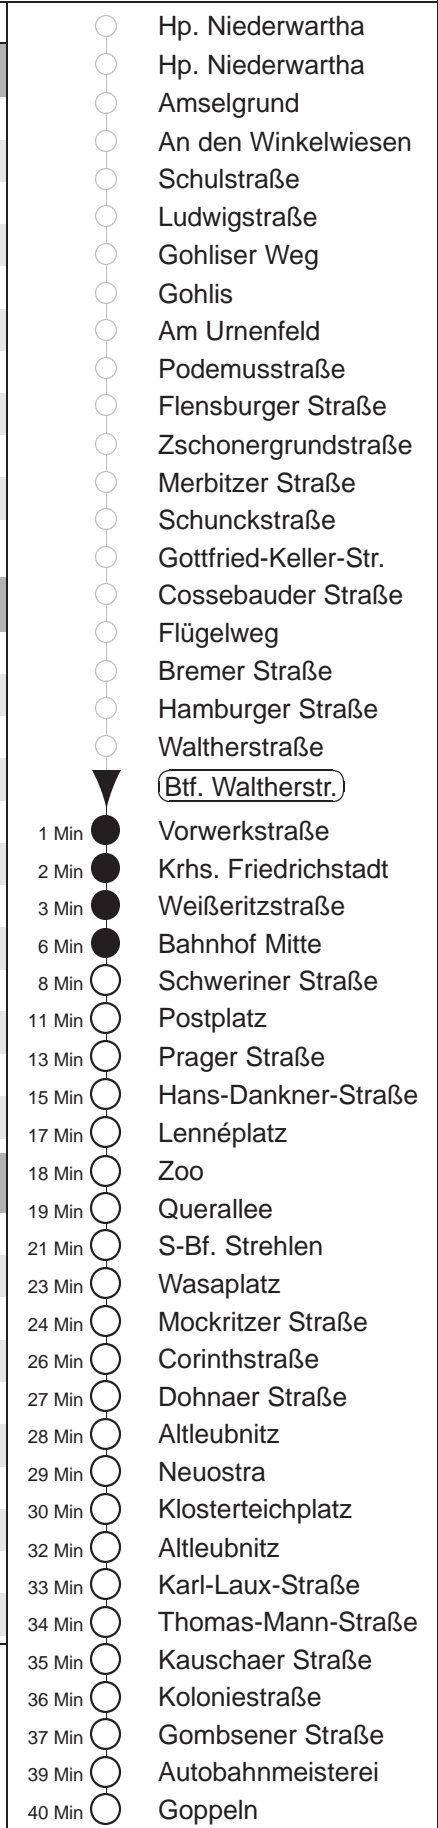 Hp. Niederwartha
Hp. Niederwartha
Amselgrund
An den Winkelwiesen
Schulstraße
Ludwigstraße
Gohliser Weg
Gohlis
Am Urnenfeld
Podemusstraße
Flensburger Straße
Zschonergrundstraße
Merbitzer Straße
Schunckstraße
Gottfried-Keller-Str.
Cossebauder Straße
Flügelweg
Bremer Straße
Hamburger Straße
Waltherstraße
Btf. Waltherstr.
1 Min Vorwerkstraße
2 Min Krhs. Friedrichstadt
3 Min Weißeritzstraße
6 Min Bahnhof Mitte
8 Min Schweriner Straße
11 Min Postplatz
13 Min Prager Straße
15 Min Hans-Dankner-Straße
17 Min Lennéplatz
18 Min Zoo
19 Min Querallee
21 Min S-Bf. Strehlen
23 Min Wasaplatz
24 Min Mockritzer Straße
26 Min Corinthstraße
27 Min Dohnaer Straße
28 Min Altleubnitz
29 Min Neuostra
30 Min Klosterteichplatz
32 Min Altleubnitz
33 Min Karl-Laux-Straße
34 Min Thomas-Mann-Straße
35 Min Kauschaer Straße
36 Min Koloniestraße
37 Min Gombsener Straße
39 Min Autobahnmeisterei
40 Min Goppeln